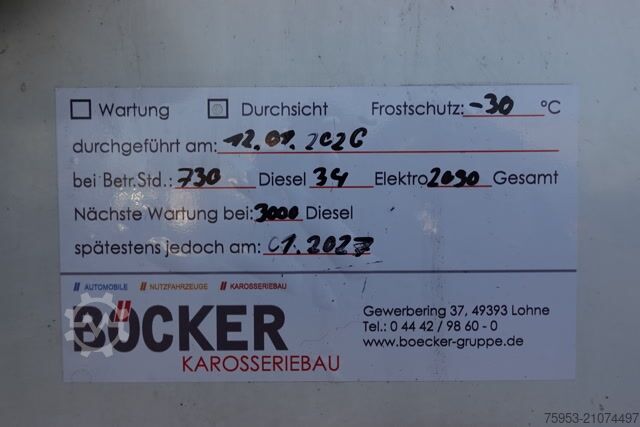 Wartung Durchsicht Frostschutz: -30 °C
durchgeführt am: 12.01.2026
bei Betr.Std.: 730 Diesel 34 Elektro 2090 Gesamt
Nächste Wartung bei: 3000 Diesel
spätestens jedoch am: 01.2027
// AUTOMOBILE // NUTZFAHRZEUGE // KAROSSERIEBAU
BÖCKER
KAROSSERIEBAU
Gewerbering 37, 49393 Lohne
Tel.: 0 44 42 / 98 60 - 0
www.boecker-gruppe.de
75953-21074497